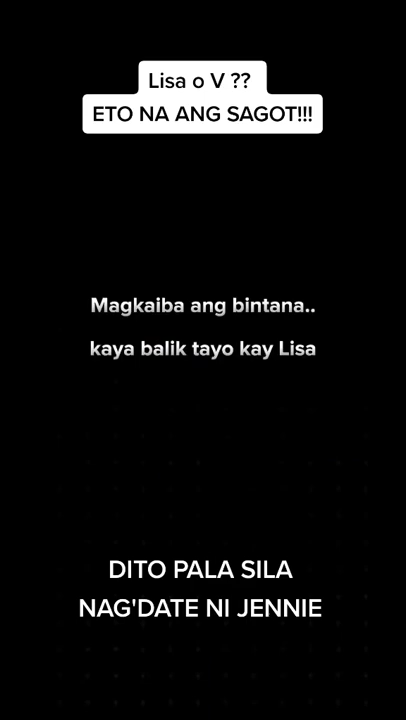 Lisa o V ??
ETO NA ANG SAGOT!!!
Magkaiba ang bintana..
kaya balik tayo kay Lisa
DITO PALA SILA
NAG'DATE NI JENNIE